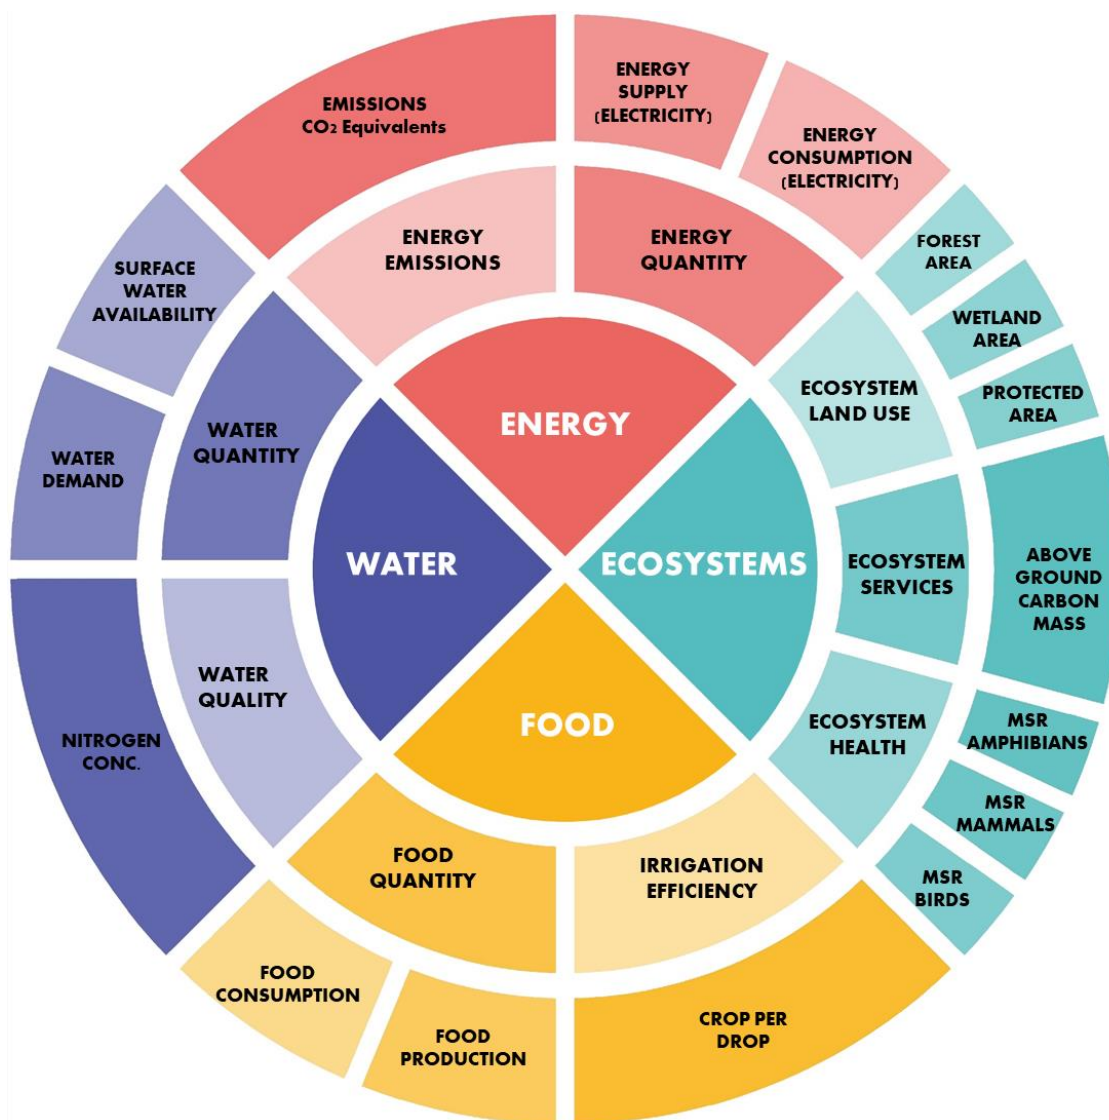 EMISSIONS
CO₂ Equivalents
ENERGY
SUPPLY
(ELECTRICITY)
ENERGY
CONSUMPTION
(ELECTRICITY)
FOREST
AREA
WETLAND
AREA
PROTECTED
AREA
ABOVE
GROUND
CARBON
MASS
MSR
AMPHIBIANS
MSR
MAMMALS
MSR
BIRDS
CROP PER
DROP
FOOD
PRODUCTION
FOOD
CONSUMPTION
NITROGEN
CONC.
WATER
DEMAND
SURFACE
WATER
AVAILABILITY
ENERGY
EMISSIONS
ENERGY
QUANTITY
ECOSYSTEM
LAND USE
ECOSYSTEM
SERVICES
ECOSYSTEM
HEALTH
IRRIGATION
EFFICIENCY
FOOD
QUANTITY
WATER
QUALITY
WATER
QUANTITY
ENERGY
ECOSYSTEMS
FOOD
WATER